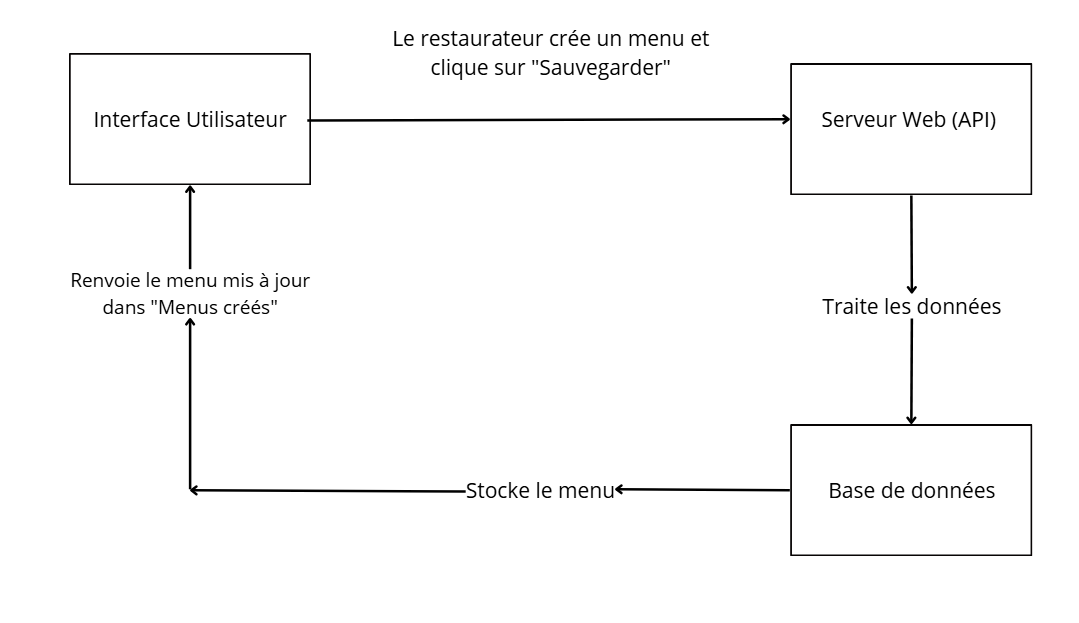 Le restaurateur crée un menu et
clique sur "Sauvegarder"
Interface Utilisateur
Serveur Web (API)
Renvoie le menu mis à jour
dans "Menus créés"
Traite les données
Stocke le menu
Base de données